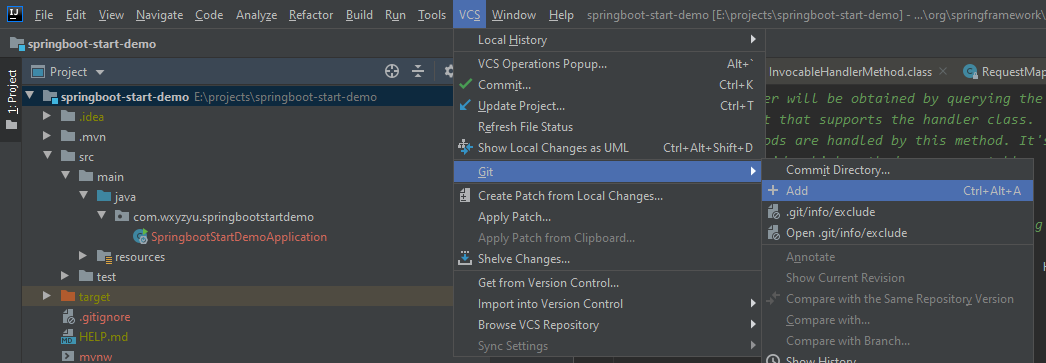 File Edit View Navigate Code Analyze Refactor Build Run Tools VCS Window Help springboot-start-demo [E:\projects\springboot-start-demo] - ...\org\springframework\
springboot-start-demo
1: Project
Project
springboot-start-demo E:\projects\springboot-start-demo
.idea
.mvn
src
main
java
com.wxyzyu.springbootstartdemo
SpringbootStartDemoApplication
resources
test
target
.gitignore
HELP.md
mvnw
Local History
VCS Operations Popup... Alt+`
Commit... Ctrl+K
Update Project... Ctrl+T
Refresh File Status
Show Local Changes as UML Ctrl+Alt+Shift+D
Git
Create Patch from Local Changes...
Apply Patch...
Apply Patch from Clipboard...
Shelve Changes...
Get from Version Control...
Import into Version Control
Browse VCS Repository
Sync Settings
InvocableHandlerMethod.class RequestMap
er will be obtained by querying the
t that supports the handler class.
ods are handled by this method. It's
Commit Directory...
Add Ctrl+Alt+A
.git/info/exclude
Open .git/info/exclude
Annotate
Show Current Revision
Compare with the Same Repository Version
Compare with...
Compare with Branch...
Show History